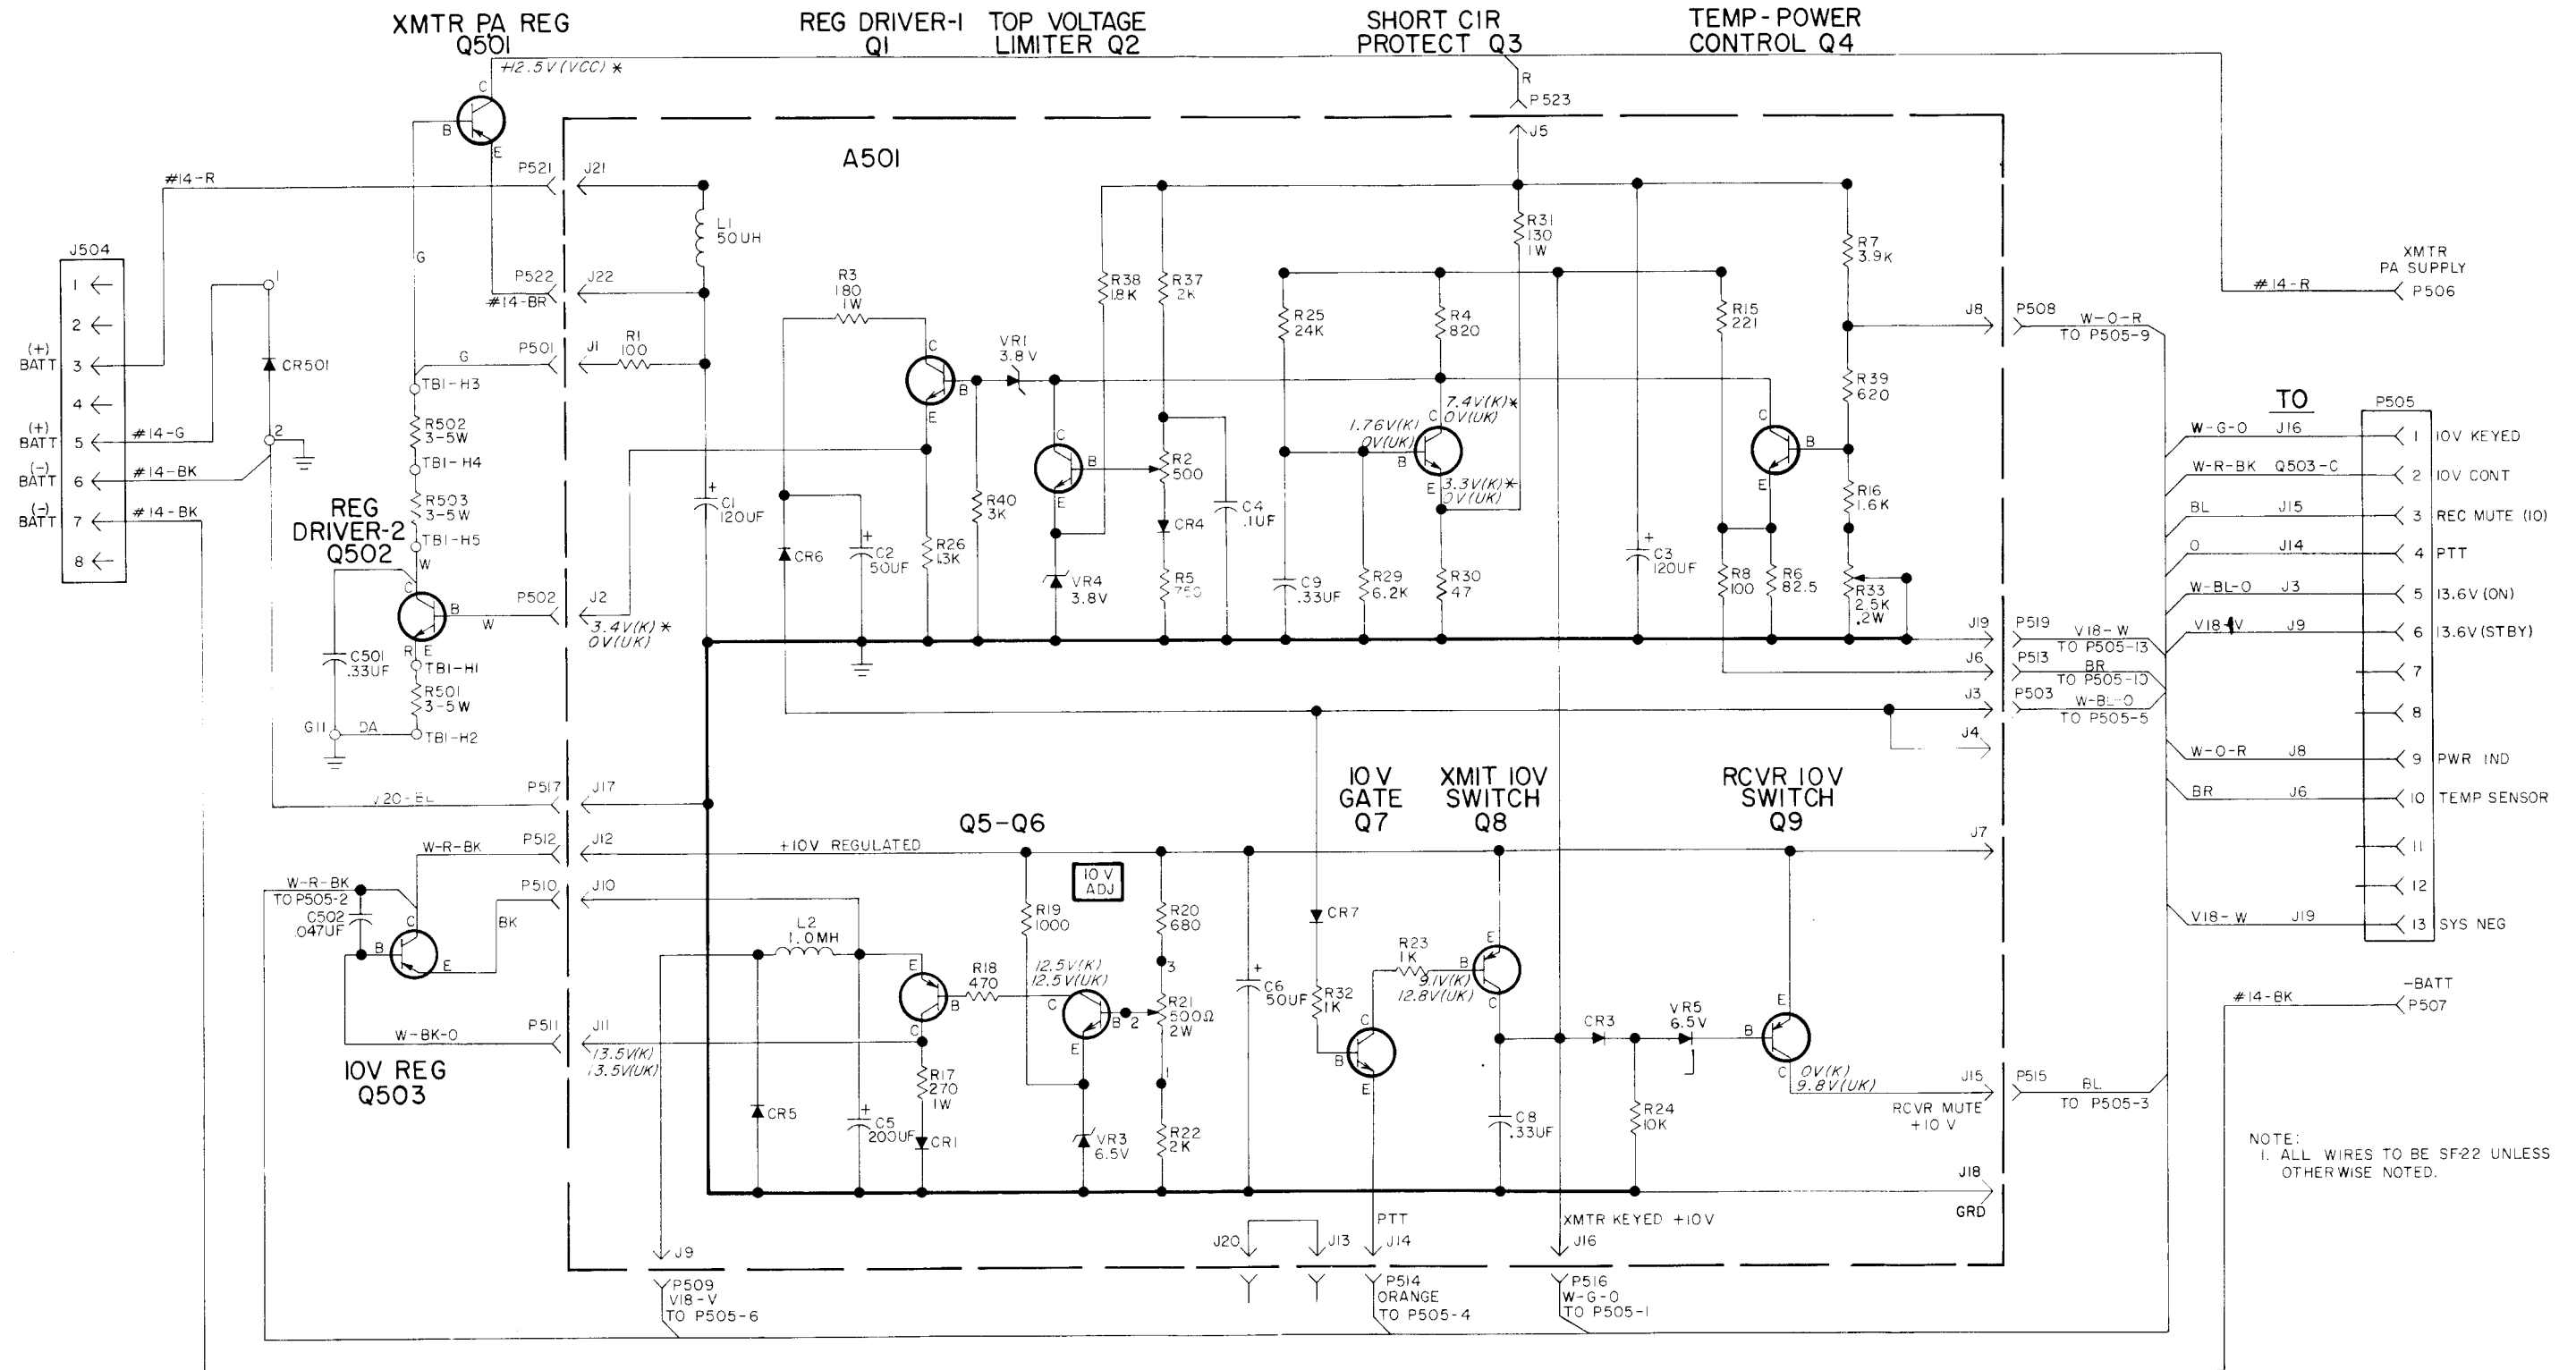 XMTR PA REG
Q501
REG DRIVER-1
Q1
TOP VOLTAGE
LIMITER Q2
SHORT CIR
PROTECT Q3
TEMP-POWER
CONTROL Q4
+12.5V(VCC) *
C
B
E
R
P523
J5
A501
#14-R
P521
J21
L1
50UH
G
P522
J22
#14-BR
G
P501
J1
R1
100
J504
1
2
(+)
BATT 3
4
(+)
BATT 5
(-)
BATT 6
(-)
BATT 7
8
#14-G
#14-BK
#14-BK
1
CR501
2
TB1-H3
R502
3-5W
TB1-H4
R503
3-5W
TB1-H5
W
REG
DRIVER-2
Q502
C
B
R E
W
P502
J2
3.4V(K) *
0V(UK)
TB1-H1
R501
3-5W
TB1-H2
C501
.33UF
G11
DA
C1
120UF
+
R3
180
1W
C
B
E
VR1
3.8V
CR6
+
C2
50UF
R26
1.3K
R40
3K
C
B
E
VR4
3.8V
R38
1.8K
R37
2K
R2
500
CR4
R5
750
C4
.1UF
R25
24K
C9
.33UF
R29
6.2K
R4
820
R31
130
1W
7.4V(K)*
C 0V(UK)
1.76V(K)
0V(UK)
B
3.3V(K)*
E 0V(UK)
R30
47
+
C3
120UF
R15
221
C
B
E
R8
100
R6
82.5
R7
3.9K
R39
620
R16
1.6K
R33
2.5K
.2W
J8
P508
W-O-R
TO P505-9
J19
P519
V18-W
TO P505-13
J6
P513
BR
TO P505-10
J3
P503
W-BL-O
TO P505-5
J4
XMTR
PA SUPPLY
#14-R
P506
TO
P505
W-G-O J16 1 10V KEYED
W-R-BK Q503-C 2 10V CONT
BL J15 3 REC MUTE (10)
O J14 4 PTT
W-BL-O J3 5 13.6V (ON)
V18-V J9 6 13.6V (STBY)
7
8
W-O-R J8 9 PWR IND
BR J6 10 TEMP SENSOR
11
12
V18-W J19 13 SYS NEG
-BATT
#14-BK
P507
V20-BL
P517
J17
W-R-BK
P512
J12
+10V REGULATED
J7
W-R-BK
TO P505-2
C502
.047UF
P510
J10
BK
C
B
E
W-BK-O
P511
J11
13.5V(K)
13.5V(UK)
10V REG
Q503
Q5-Q6
10 V
ADJ
L2
1.0MH
E
B
C
R18
470
R19
1000
12.5V(K)
12.5V(UK)
C
B 2
E
R20
680
3
R21
500Ω
2W
1
R22
2K
CR5
+
C5
200UF
R17
270
1W
CR1
VR3
6.5V
+
C6
50UF
10 V
GATE
Q7
XMIT 10V
SWITCH
Q8
RCVR 10V
SWITCH
Q9
CR7
R32
1K
C
B
E
R23
1K
E
B
9.1V(K)
12.8V(UK)
C
C8
.33UF
CR3
R24
10K
VR5
6.5V
E
B
C
0V(K)
9.8V(UK)
J15
P515
BL
TO P505-3
RCVR MUTE
+10 V
J18
GRD
NOTE:
1. ALL WIRES TO BE SF22 UNLESS
OTHERWISE NOTED.
J9
P509
V18-V
TO P505-6
J20
J13
PTT
J14
P514
ORANGE
TO P505-4
XMTR KEYED +10V
J16
P516
W-G-O
TO P505-1